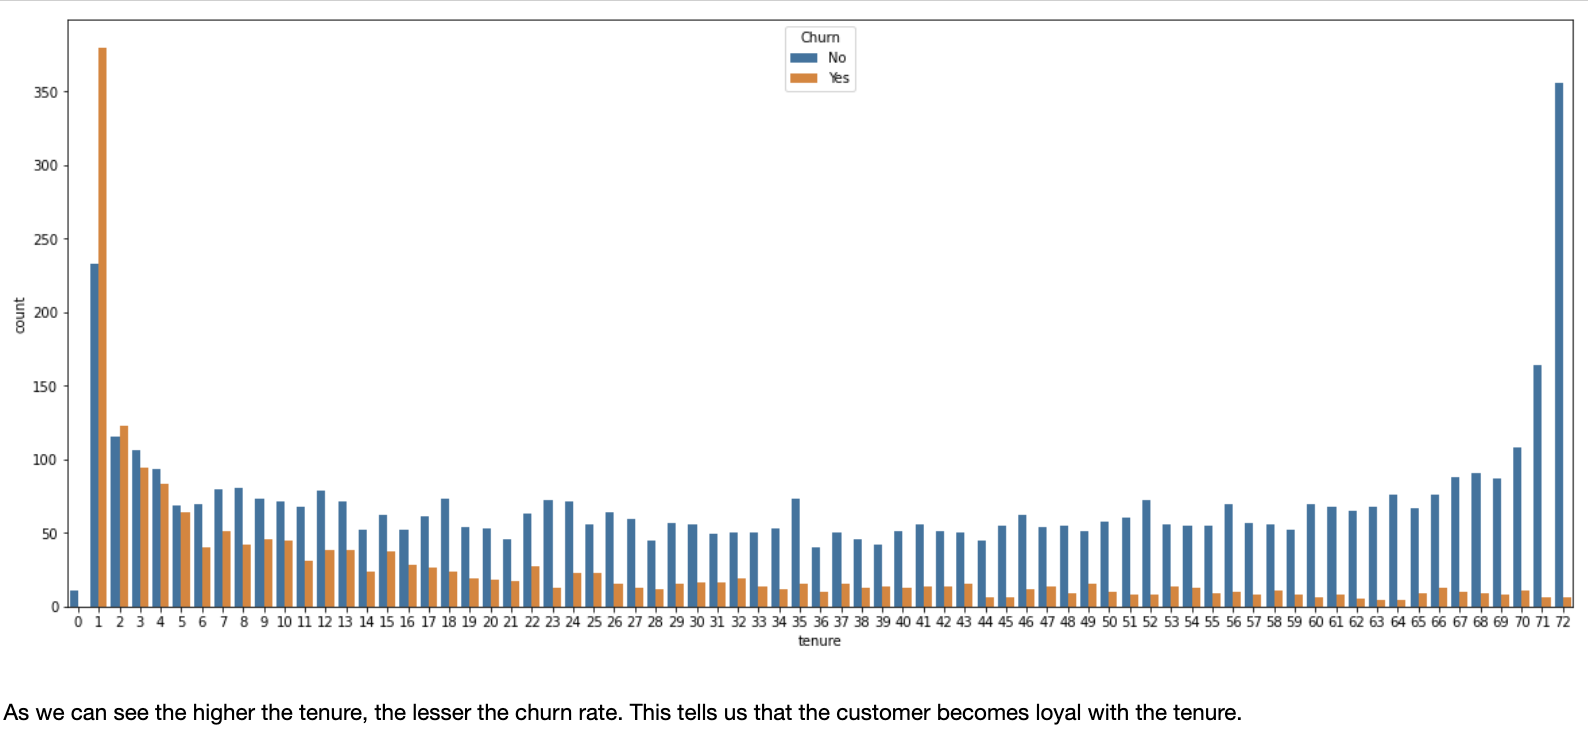 Churn
No
Yes
350
300
250
200
150
100
50
0
count
0 1 2 3 4 5 6 7 8 9 10 11 12 13 14 15 16 17 18 19 20 21 22 23 24 25 26 27 28 29 30 31 32 33 34 35 36 37 38 39 40 41 42 43 44 45 46 47 48 49 50 51 52 53 54 55 56 57 58 59 60 61 62 63 64 65 66 67 68 69 70 71 72
tenure
As we can see the higher the tenure, the lesser the churn rate. This tells us that the customer becomes loyal with the tenure.